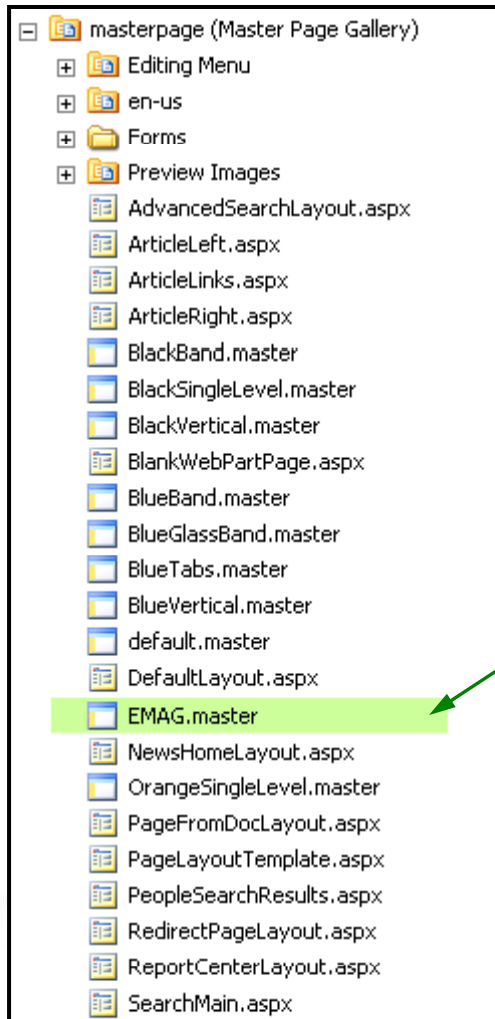 masterpage (Master Page Gallery)
Editing Menu
en-us
Forms
Preview Images
AdvancedSearchLayout.aspx
ArticleLeft.aspx
ArticleLinks.aspx
ArticleRight.aspx
BlackBand.master
BlackSingleLevel.master
BlackVertical.master
BlankWebPartPage.aspx
BlueBand.master
BlueGlassBand.master
BlueTabs.master
BlueVertical.master
default.master
DefaultLayout.aspx
EMAG.master
NewsHomeLayout.aspx
OrangeSingleLevel.master
PageFromDocLayout.aspx
PageLayoutTemplate.aspx
PeopleSearchResults.aspx
RedirectPageLayout.aspx
ReportCenterLayout.aspx
SearchMain.aspx